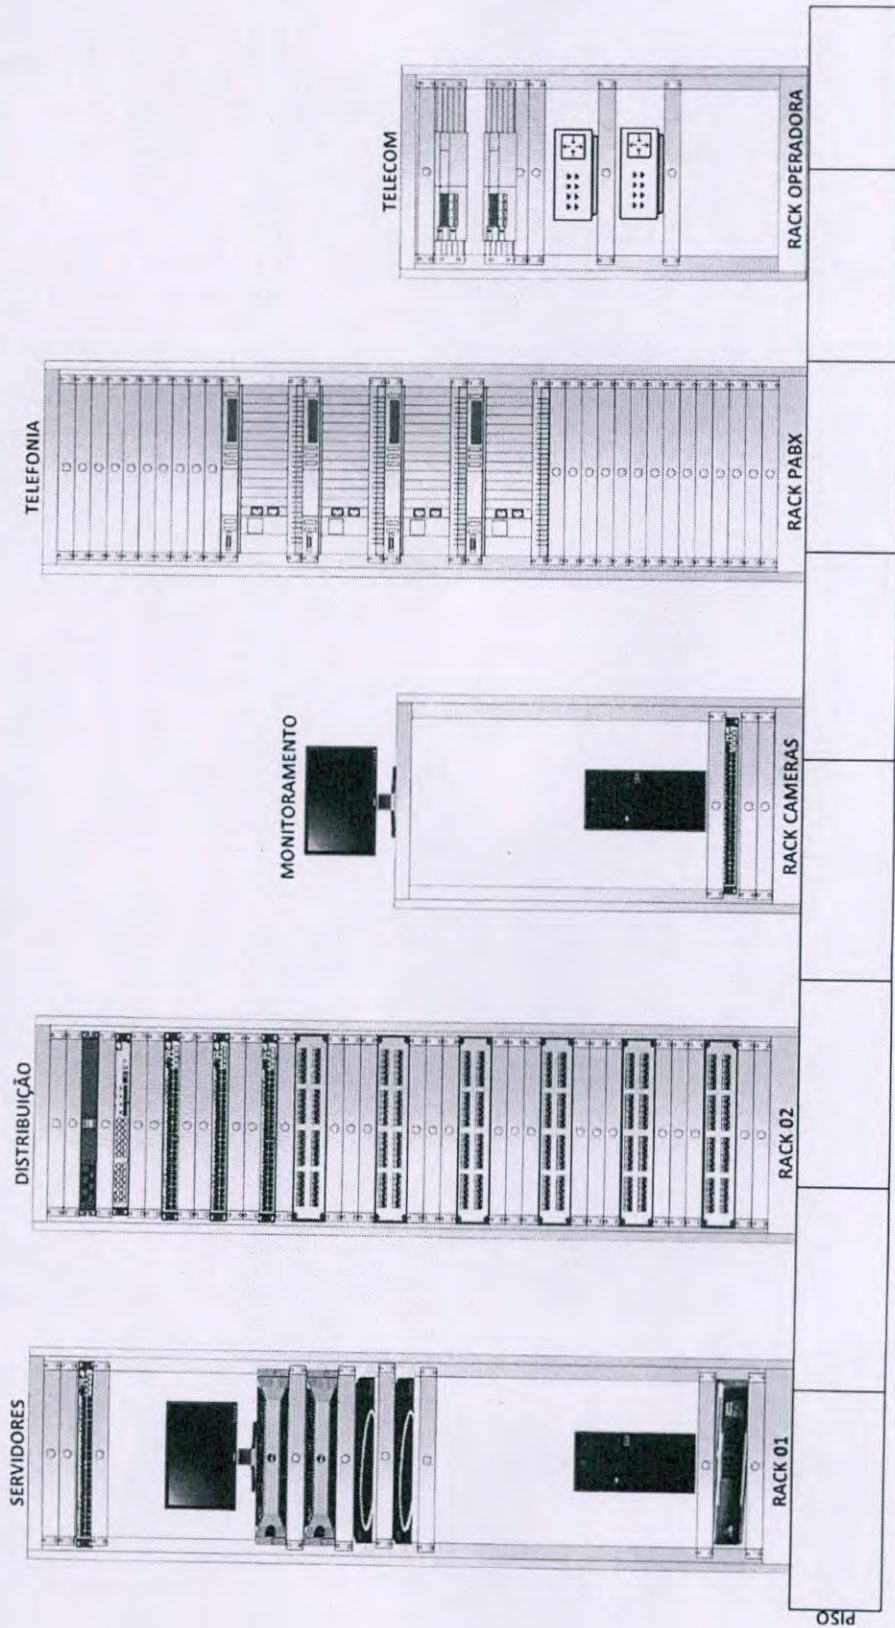 SERVIDORES
RACK 01
DISTRIBUIÇÃO
RACK 02
MONITORAMENTO
RACK CAMERAS
TELEFONIA
RACK PABX
TELECOM
RACK OPERADORA
PISO